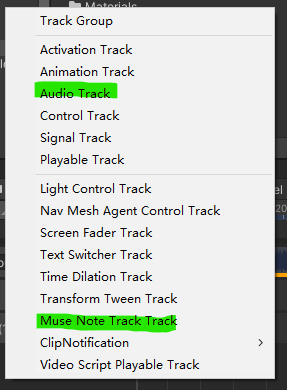 Materials
Track Group
Activation Track
Animation Track
Audio Track
Control Track
Signal Track
Playable Track
Light Control Track
Nav Mesh Agent Control Track
Screen Fader Track
Text Switcher Track
Time Dilation Track
Transform Tween Track
Muse Note Track Track
ClipNotification
Video Script Playable Track